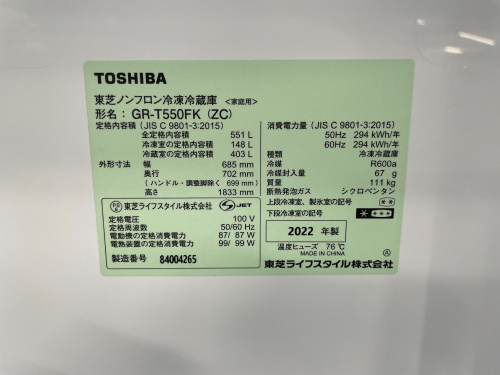 TOSHIBA
東芝ノンフロン冷凍冷蔵庫 <家庭用>
形名: GR-T550FK (ZC)
定格内容積 (JIS C 9801-3:2015)
全定格内容積 551 L
冷凍室の定格内容積 148 L
冷蔵室の定格内容積 403 L
外形寸法 幅 685 mm
奥行 702 mm
(ハンドル・調整脚除く 699 mm)
高さ 1833 mm
東芝ライフスタイル株式会社 PSE S-JET
定格電圧 100 V
定格周波数 50/60 Hz
電動機の定格消費電力 87/ 87 W
電熱装置の定格消費電力 99/ 99 W
製造番号 84004265
消費電力量 (JIS C 9801-3:2015)
50Hz 294 kWh/年
60Hz 294 kWh/年
種類 冷凍冷蔵庫
冷媒 R600a
冷媒封入量 67 g
質量 111 kg
断熱発泡ガス シクロペンタン
上段冷凍室、製氷室の記号 **
下段冷凍室の記号 * ***
2022 年製
温度ヒューズ 76 ℃
MADE IN CHINA
Ⓐ
東芝ライフスタイル株式会社